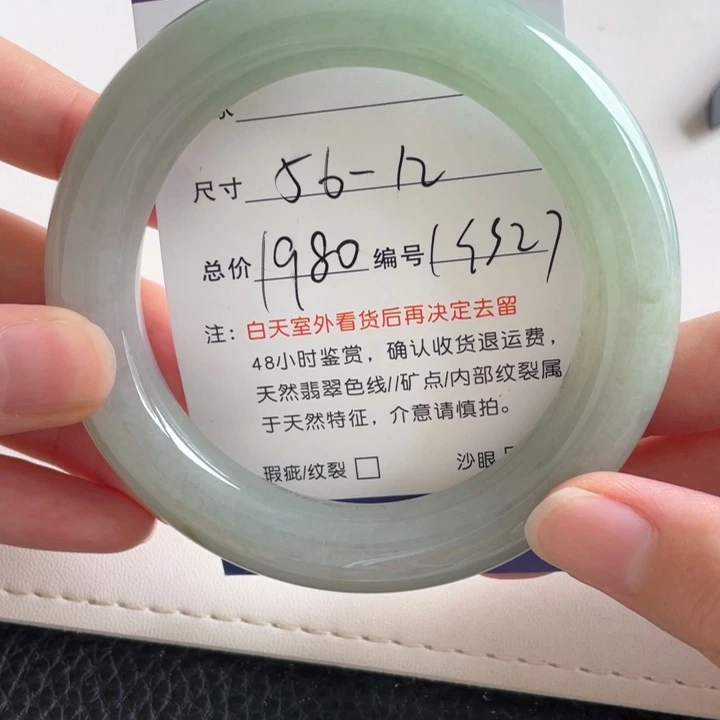 尺寸 56-12
总价 1980 编号 14527
注：白天室外看货后再决定去留
48小时鉴赏，确认收货退运费，
天然翡翠色线//矿点/内部纹裂属
于天然特征，介意请慎拍。
瑕疵/纹裂□ 沙眼